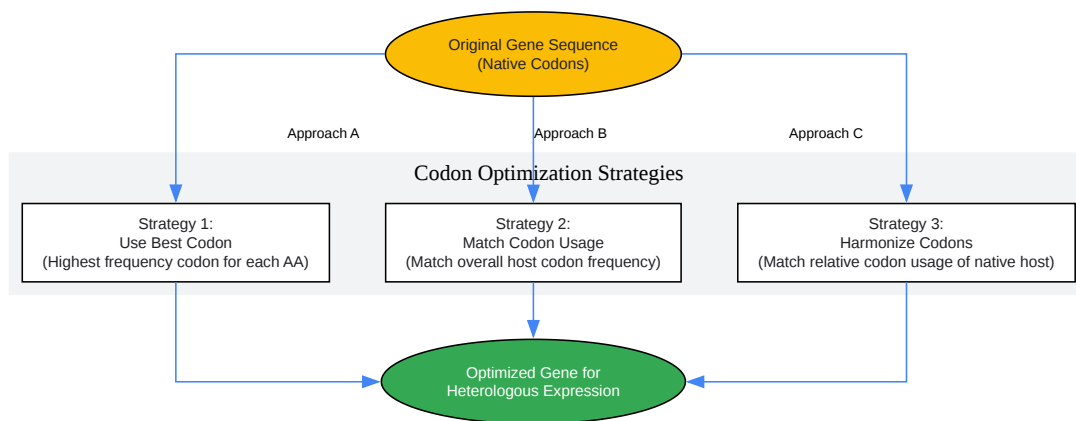 Original Gene Sequence
(Native Codons)
Approach A
Approach B
Approach C
Codon Optimization Strategies
Strategy 1:
Use Best Codon
(Highest frequency codon for each AA)
Strategy 2:
Match Codon Usage
(Match overall host codon frequency)
Strategy 3:
Harmonize Codons
(Match relative codon usage of native host)
Optimized Gene for
Heterologous Expression